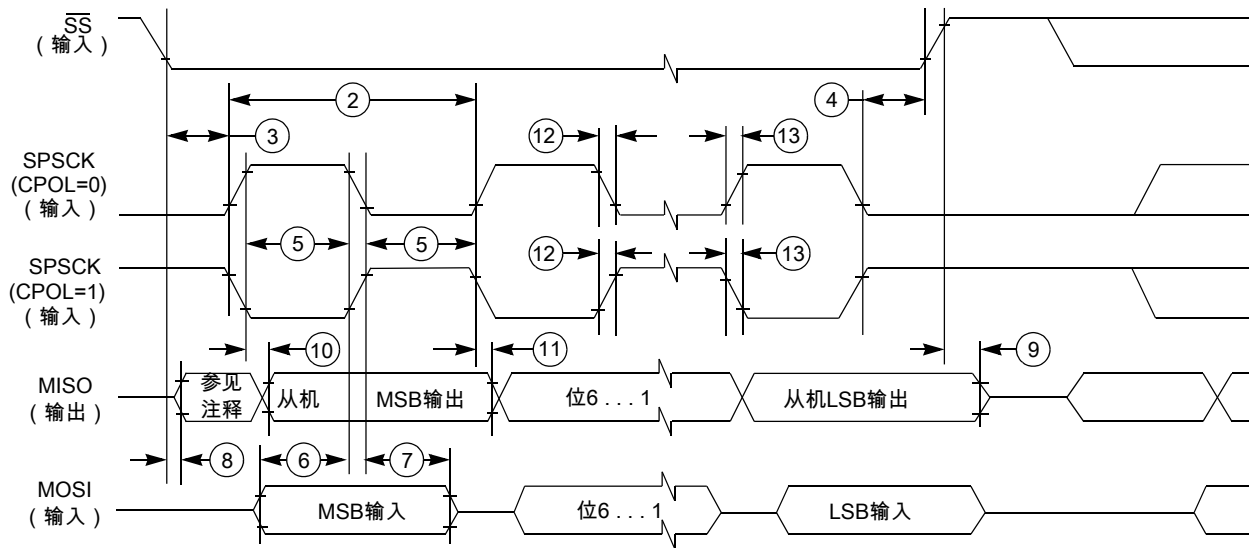 SS
(输入)
②
④
③
⑫
⑬
SPSCK
(CPOL=0)
(输入)
⑤
⑤
SPSCK
(CPOL=1)
(输入)
⑫
⑬
⑩
⑪
⑨
MISO
(输出)
参见
注释
从机
MSB输出
位6 . . . 1
从机LSB输出
⑧
⑥
⑦
MOSI
(输入)
MSB输入
位6 . . . 1
LSB输入